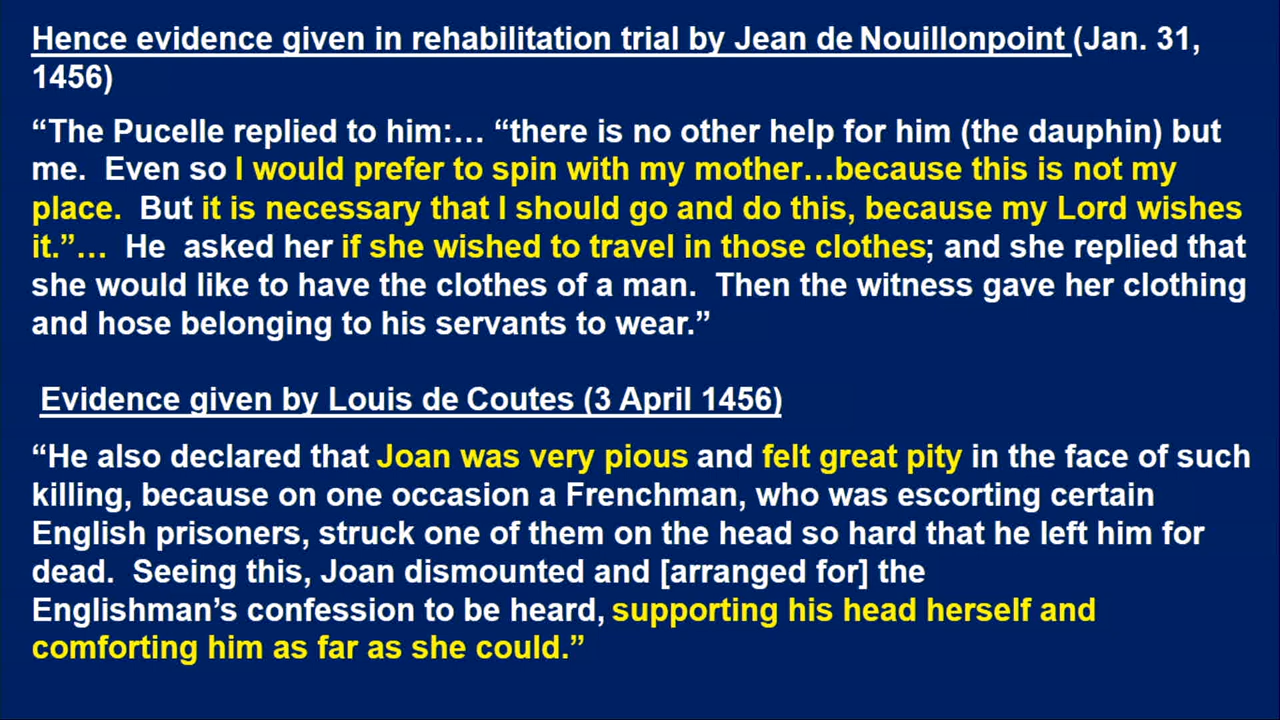 Hence evidence given in rehabilitation trial by Jean de Nouillonpoint (Jan. 31,
1456)
“The Pucelle replied to him:… “there is no other help for him (the dauphin) but
me.  Even so I would prefer to spin with my mother…because this is not my
place.  But it is necessary that I should go and do this, because my Lord wishes
it.”…  He  asked her if she wished to travel in those clothes; and she replied that
she would like to have the clothes of a man.  Then the witness gave her clothing
and hose belonging to his servants to wear.”
Evidence given by Louis de Coutes (3 April 1456)
“He also declared that Joan was very pious and felt great pity in the face of such
killing, because on one occasion a Frenchman, who was escorting certain
English prisoners, struck one of them on the head so hard that he left him for
dead.  Seeing this, Joan dismounted and [arranged for] the
Englishman’s confession to be heard, supporting his head herself and
comforting him as far as she could.”